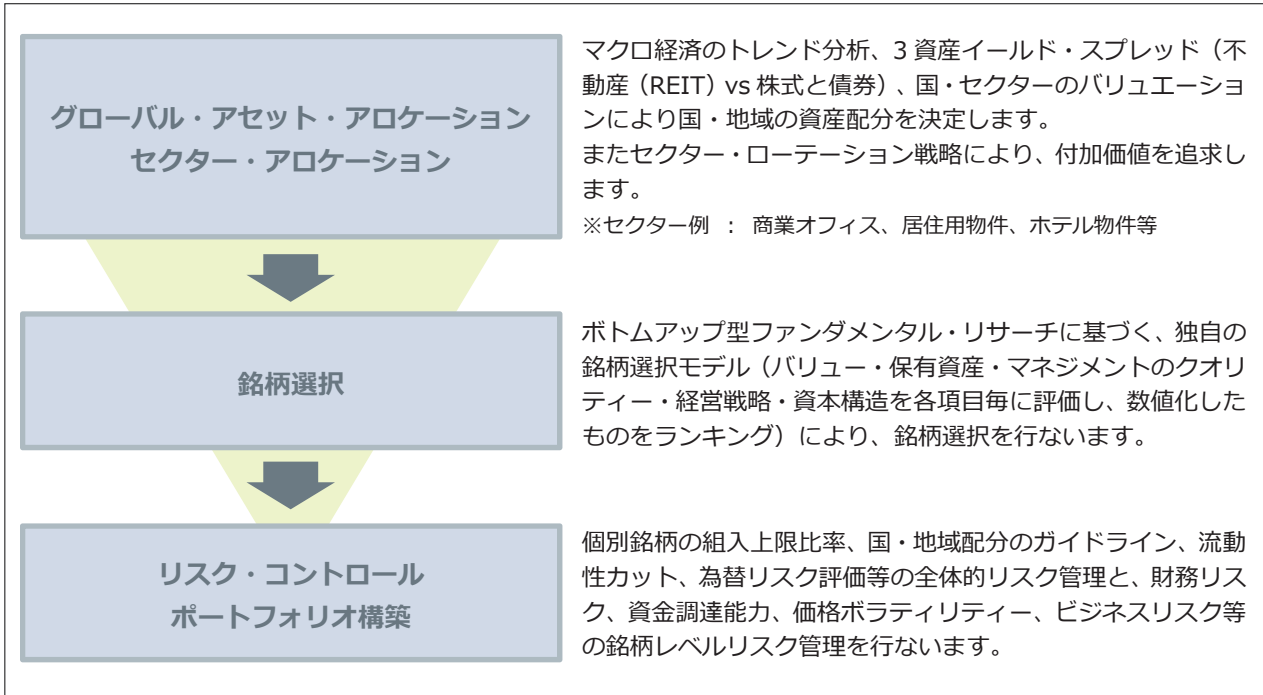 グローバル・アセット・アロケーション
セクター・アロケーション
マクロ経済のトレンド分析、3 資産イールド・スプレッド（不
動産（REIT）vs 株式と債券）、国・セクターのバリュエーショ
ンにより国・地域の資産配分を決定します。
またセクター・ローテーション戦略により、付加価値を追求し
ます。
※セクター例 ： 商業オフィス、居住用物件、ホテル物件等
銘柄選択
ボトムアップ型ファンダメンタル・リサーチに基づく、独自の
銘柄選択モデル（バリュー・保有資産・マネジメントのクオリ
ティー・経営戦略・資本構造を各項目毎に評価し、数値化した
ものをランキング）により、銘柄選択を行ないます。
リスク・コントロール
ポートフォリオ構築
個別銘柄の組入上限比率、国・地域配分のガイドライン、流動
性カット、為替リスク評価等の全体的リスク管理と、財務リス
ク、資金調達能力、価格ボラティリティー、ビジネスリスク等
の銘柄レベルリスク管理を行ないます。